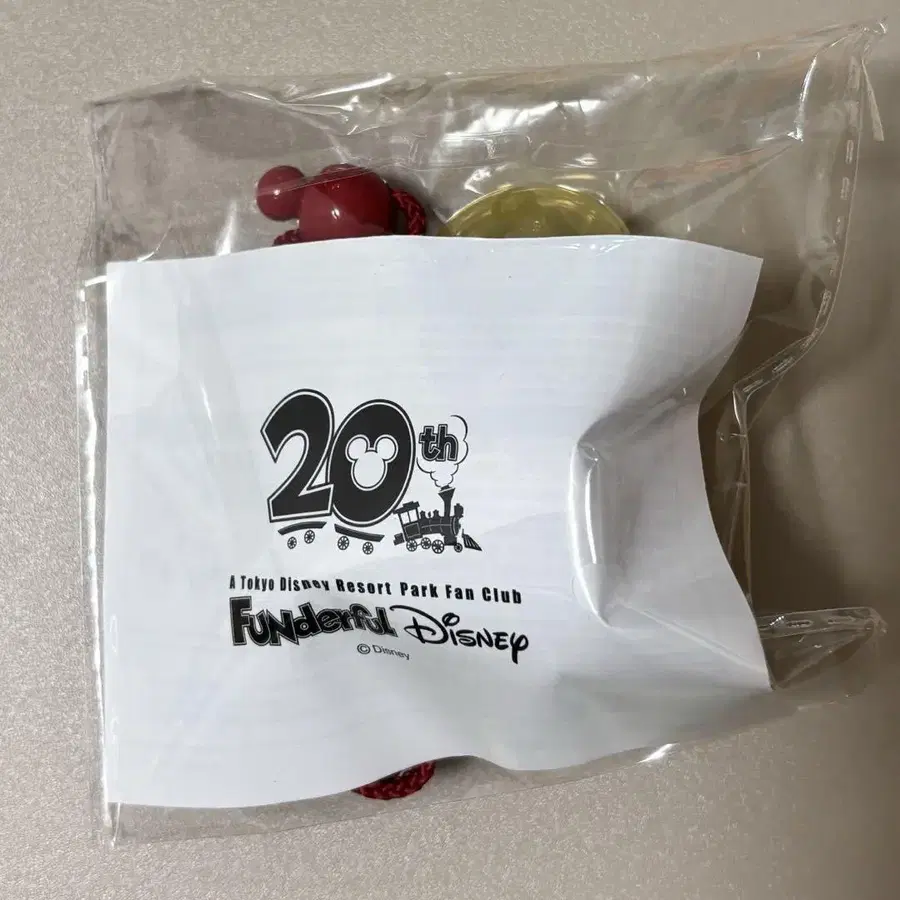 20th
A Tokyo Disney Resort Park Fan Club
FUNderful Disney
© Disney